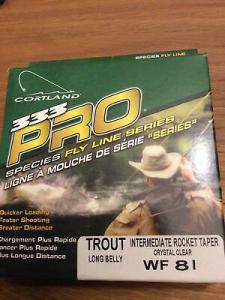 SPECIES FLY LINE
CORTLAND
333
PRO
SPECIES FLY LINE SERIES
LIGNE À MOUCHE DE SÉRIE "SERIES"
Quicker Loading
Faster Shooting
Greater Distance
Chargement Plus Rapide
Lancer Plus Rapide
Plus Longue Distance
TROUT INTERMEDIATE ROCKET TAPER
LONG BELLY CRYSTAL CLEAR
WF 8I